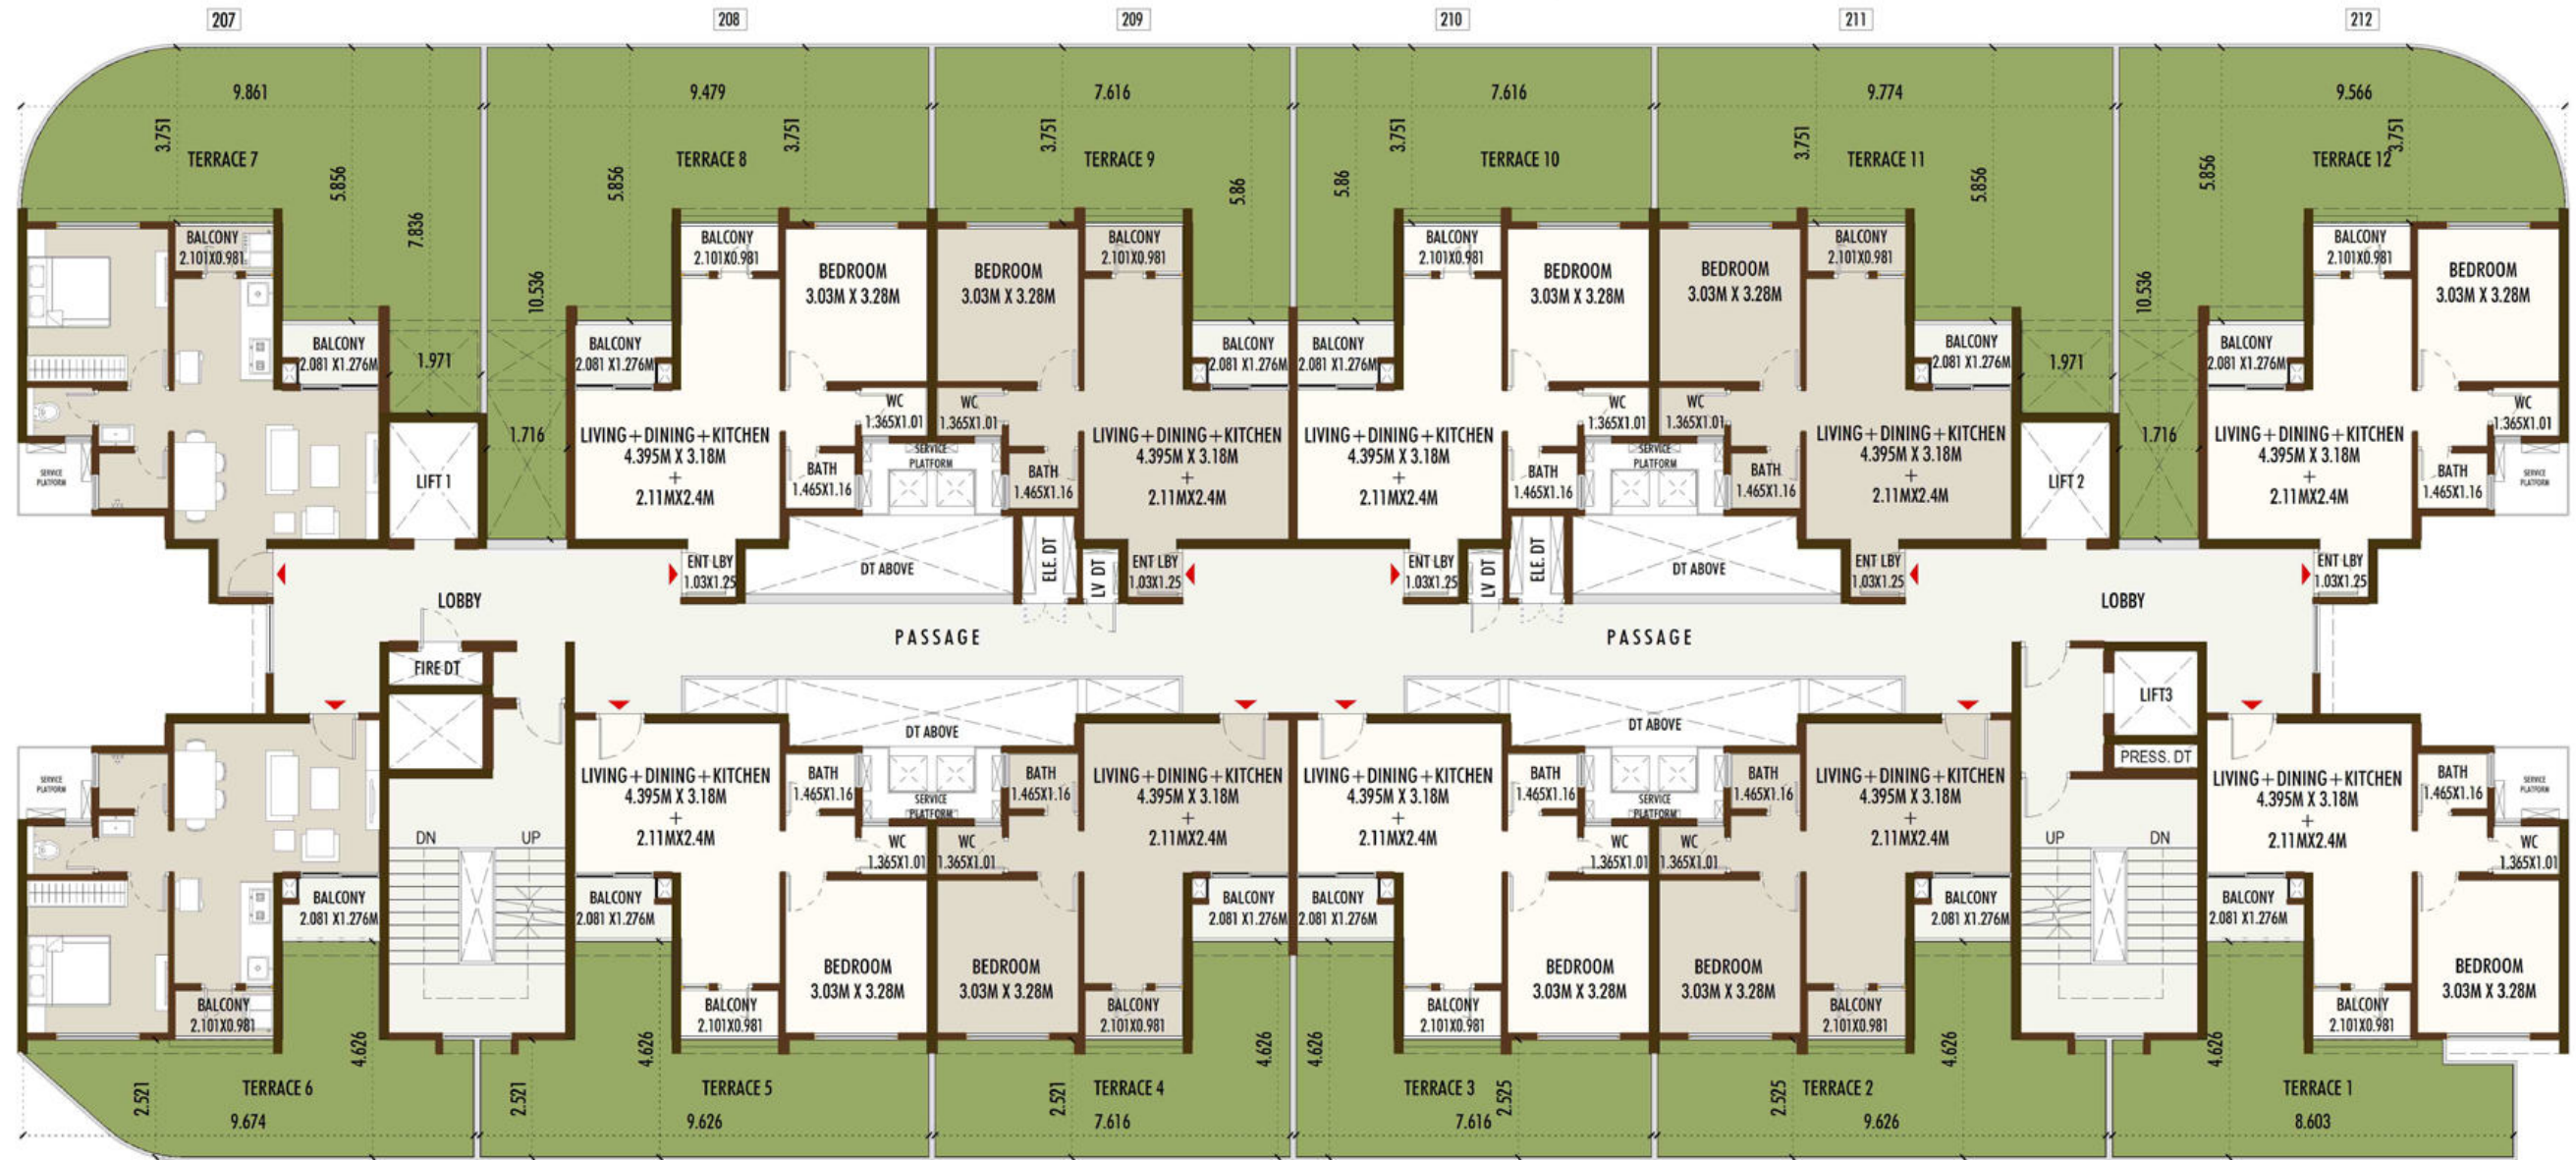 207
208
209
210
211
212
9.861
9.479
7.616
7.616
9.774
9.566
3.751
3.751
3.751
3.751
3.751
3.751
TERRACE 7
TERRACE 8
TERRACE 9
TERRACE 10
TERRACE 11
TERRACE 12
5.856
5.856
5.86
5.86
5.856
5.856
7.836
10.536
10.536
BALCONY
2.101X0.981
BALCONY
2.101X0.981
BEDROOM
3.03M X 3.28M
BEDROOM
3.03M X 3.28M
BALCONY
2.101X0.981
BALCONY
2.101X0.981
BEDROOM
3.03M X 3.28M
BEDROOM
3.03M X 3.28M
BALCONY
2.101X0.981
BALCONY
2.101X0.981
BEDROOM
3.03M X 3.28M
BALCONY
2.081 X1.276M
1.971
BALCONY
2.081 X1.276M
BALCONY
2.081 X1.276M
BALCONY
2.081 X1.276M
BALCONY
2.081 X1.276M
1.971
BALCONY
2.081 X1.276M
WC
1.365X1.01
WC
1.365X1.01
WC
1.365X1.01
WC
1.365X1.01
WC
1.365X1.01
SERVICE
PLATFORM
LIFT 1
1.716
LIVING+DINING+KITCHEN
4.395M X 3.18M
+
2.11MX2.4M
BATH
1.465X1.16
SERVICE
PLATFORM
BATH
1.465X1.16
LIVING+DINING+KITCHEN
4.395M X 3.18M
+
2.11MX2.4M
LIVING+DINING+KITCHEN
4.395M X 3.18M
+
2.11MX2.4M
BATH
1.465X1.16
SERVICE
PLATFORM
BATH
1.465X1.16
LIVING+DINING+KITCHEN
4.395M X 3.18M
+
2.11MX2.4M
LIFT 2
1.716
LIVING+DINING+KITCHEN
4.395M X 3.18M
+
2.11MX2.4M
BATH
1.465X1.16
SERVICE
PLATFORM
ENT LBY
1.03X1.25
DT ABOVE
ELE. DT
LV DT
ENT LBY
1.03X1.25
ENT LBY
1.03X1.25
LV DT
ELE. DT
DT ABOVE
ENT LBY
1.03X1.25
ENT LBY
1.03X1.25
LOBBY
LOBBY
PASSAGE
PASSAGE
FIRE DT
LIFT3
DT ABOVE
DT ABOVE
PRESS. DT
SERVICE
PLATFORM
LIVING+DINING+KITCHEN
4.395M X 3.18M
+
2.11MX2.4M
BATH
1.465X1.16
SERVICE
PLATFORM
BATH
1.465X1.16
LIVING+DINING+KITCHEN
4.395M X 3.18M
+
2.11MX2.4M
LIVING+DINING+KITCHEN
4.395M X 3.18M
+
2.11MX2.4M
BATH
1.465X1.16
SERVICE
PLATFORM
BATH
1.465X1.16
LIVING+DINING+KITCHEN
4.395M X 3.18M
+
2.11MX2.4M
LIVING+DINING+KITCHEN
4.395M X 3.18M
+
2.11MX2.4M
BATH
1.465X1.16
SERVICE
PLATFORM
DN
UP
WC
1.365X1.01
WC
1.365X1.01
WC
1.365X1.01
WC
1.365X1.01
UP
DN
WC
1.365X1.01
BALCONY
2.081 X1.276M
BALCONY
2.081 X1.276M
BALCONY
2.081 X1.276M
BALCONY
2.081 X1.276M
BALCONY
2.081 X1.276M
BALCONY
2.081 X1.276M
BALCONY
2.101X0.981
BALCONY
2.101X0.981
BEDROOM
3.03M X 3.28M
BEDROOM
3.03M X 3.28M
BALCONY
2.101X0.981
BALCONY
2.101X0.981
BEDROOM
3.03M X 3.28M
BEDROOM
3.03M X 3.28M
BALCONY
2.101X0.981
BALCONY
2.101X0.981
BEDROOM
3.03M X 3.28M
4.626
4.626
4.626
4.626
4.626
4.626
2.521
TERRACE 6
2.521
TERRACE 5
2.521
TERRACE 4
TERRACE 3
2.525
2.525
TERRACE 2
TERRACE 1
9.674
9.626
7.616
7.616
9.626
8.603